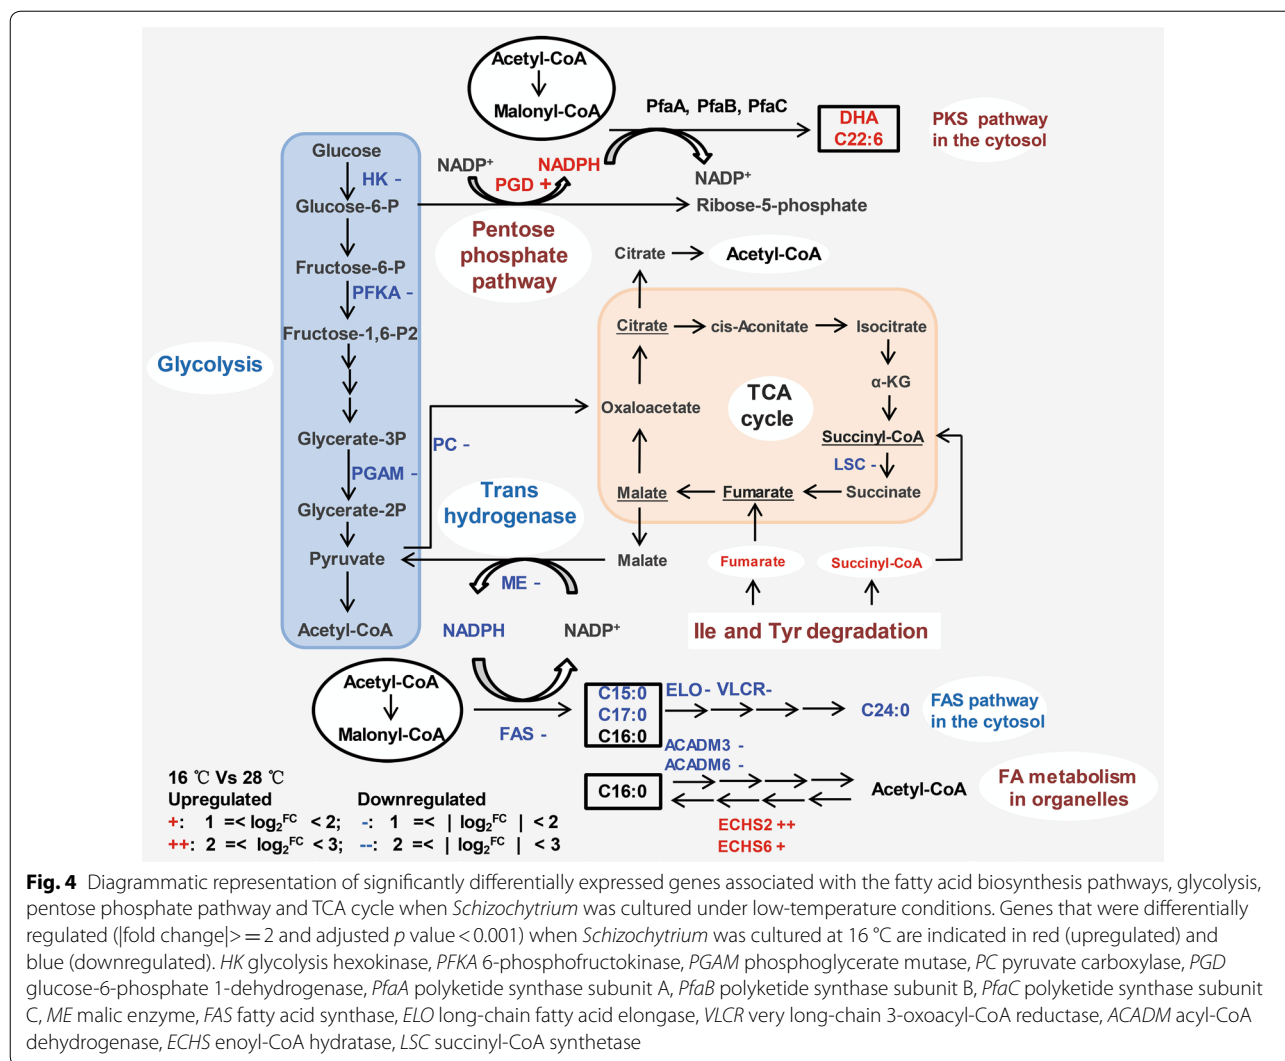 Acetyl-CoA
Malonyl-CoA
PfaA, PfaB, PfaC
DHA
C22:6
PKS pathway
in the cytosol
Glucose
HK -
Glucose-6-P
NADP⁺
NADPH
PGD +
NADP⁺
Ribose-5-phosphate
Pentose
phosphate
pathway
Fructose-6-P
PFKA -
Fructose-1,6-P2
Glycolysis
Glycerate-3P
PGAM -
Glycerate-2P
Pyruvate
Acetyl-CoA
PC -
Citrate
Acetyl-CoA
Citrate
cis-Aconitate
Isocitrate
α-KG
TCA
cycle
Oxaloacetate
Succinyl-CoA
LSC -
Malate
Fumarate
Succinate
Trans
hydrogenase
Malate
Fumarate
Succinyl-CoA
ME -
NADPH
NADP⁺
Ile and Tyr degradation
Acetyl-CoA
Malonyl-CoA
FAS -
C15:0
C17:0
C16:0
ELO - VLCR-
C24:0
FAS pathway
in the cytosol
ACADM3 -
ACADM6 -
C16:0
Acetyl-CoA
FA metabolism
in organelles
ECHS2 ++
ECHS6 +
16 ℃ Vs 28 ℃
Upregulated Downregulated
+: 1 =< log₂ᶠᶜ < 2; -: 1 =< | log₂ᶠᶜ | < 2
++: 2 =< log₂ᶠᶜ < 3; --: 2 =< | log₂ᶠᶜ | < 3
Fig. 4 Diagrammatic representation of significantly differentially expressed genes associated with the fatty acid biosynthesis pathways, glycolysis,
pentose phosphate pathway and TCA cycle when Schizochytrium was cultured under low-temperature conditions. Genes that were differentially
regulated (|fold change|> = 2 and adjusted p value < 0.001) when Schizochytrium was cultured at 16 °C are indicated in red (upregulated) and
blue (downregulated). HK glycolysis hexokinase, PFKA 6-phosphofructokinase, PGAM phosphoglycerate mutase, PC pyruvate carboxylase, PGD
glucose-6-phosphate 1-dehydrogenase, PfaA polyketide synthase subunit A, PfaB polyketide synthase subunit B, PfaC polyketide synthase subunit
C, ME malic enzyme, FAS fatty acid synthase, ELO long-chain fatty acid elongase, VLCR very long-chain 3-oxoacyl-CoA reductase, ACADM acyl-CoA
dehydrogenase, ECHS enoyl-CoA hydratase, LSC succinyl-CoA synthetase